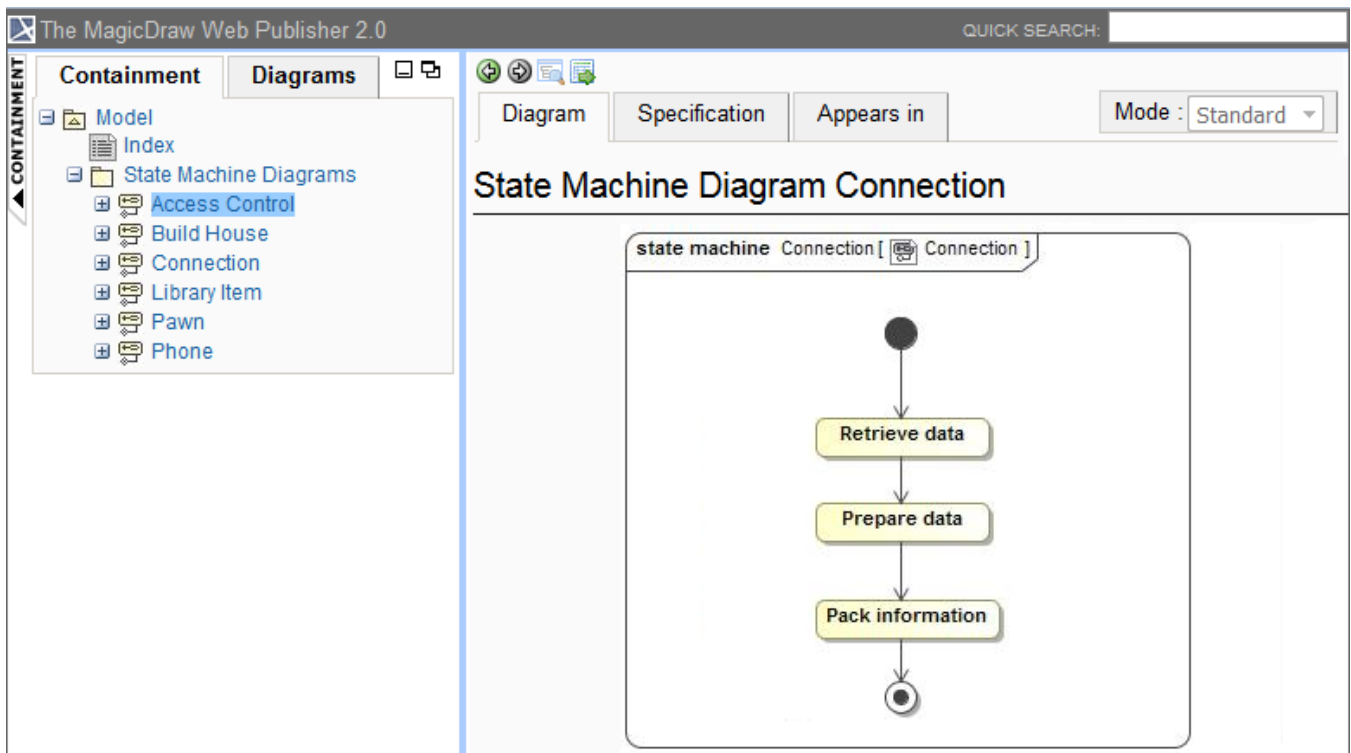 The MagicDraw Web Publisher 2.0
QUICK SEARCH:
CONTAINMENT
Containment
Diagrams
Model
Index
State Machine Diagrams
Access Control
Build House
Connection
Library Item
Pawn
Phone
Diagram
Specification
Appears in
Mode : Standard
State Machine Diagram Connection
state machine Connection [ Connection ]
Retrieve data
Prepare data
Pack information